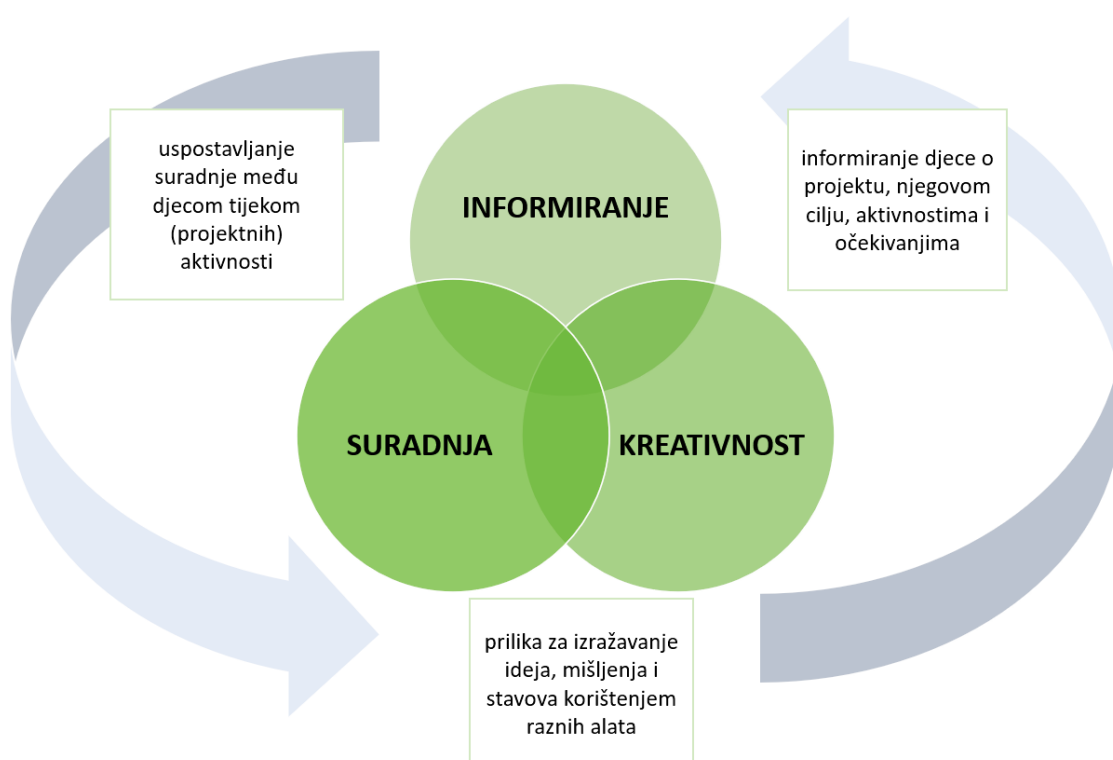 uspostavljanje
suradnje među
djecom tijekom
(projektnih)
aktivnosti
INFORMIRANJE
informiranje djece o
projektu, njegovom
cilju, aktivnostima i
očekivanjima
SURADNJA
KREATIVNOST
prilika za izražavanje
ideja, mišljenja i
stavova korištenjem
raznih alata